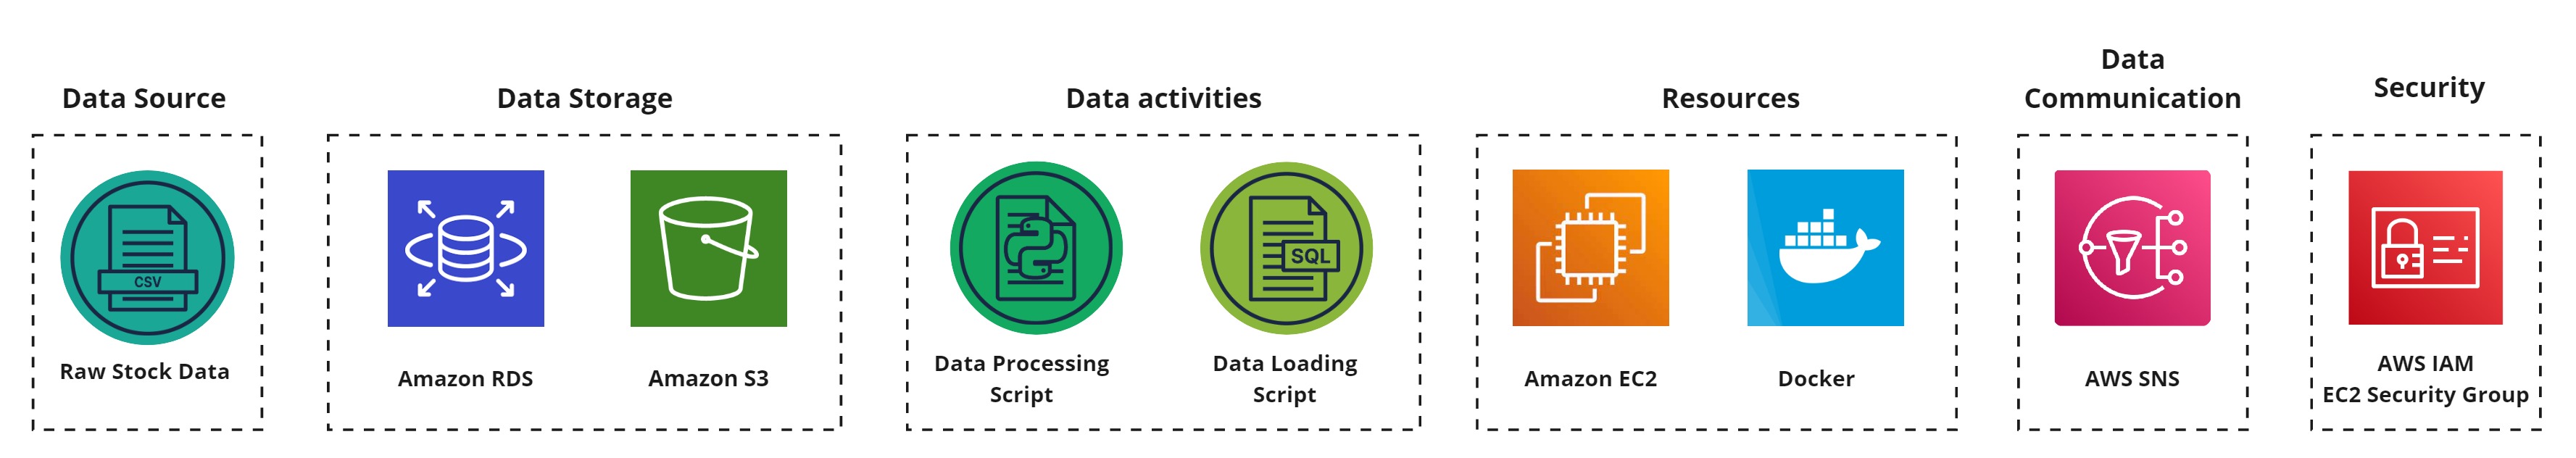 Data Source
Data Storage
Data activities
Resources
Data
Communication
Security
CSV
Raw Stock Data
Amazon RDS
Amazon S3
Data Processing
Script
SQL
Data Loading
Script
Amazon EC2
Docker
AWS SNS
AWS IAM
EC2 Security Group